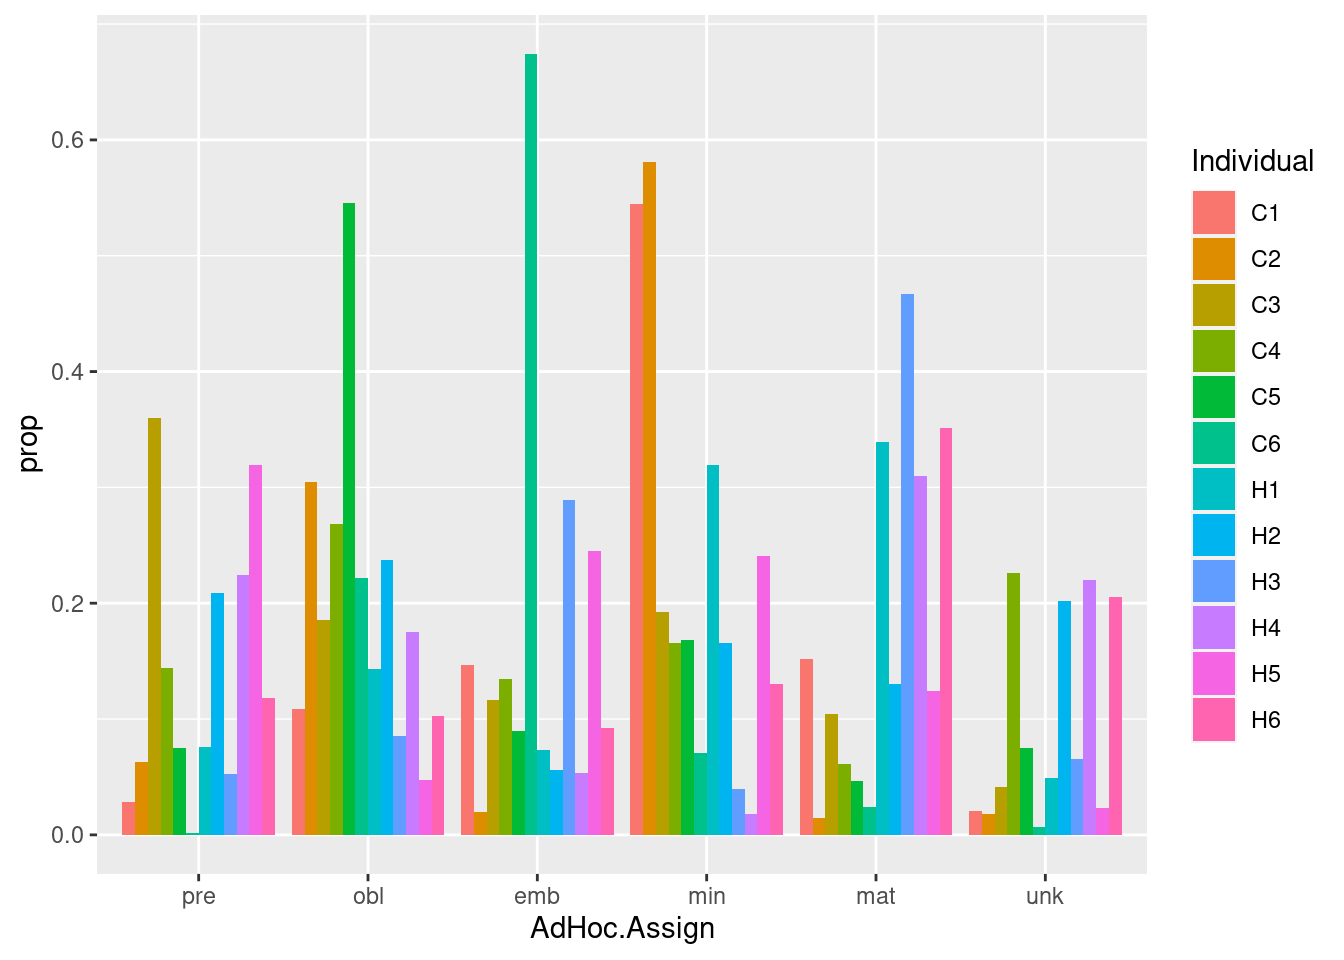 0.6
0.4
0.2
0.0
prop
pre obl emb min mat unk
AdHoc.Assign
Individual
C1
C2
C3
C4
C5
C6
H1
H2
H3
H4
H5
H6